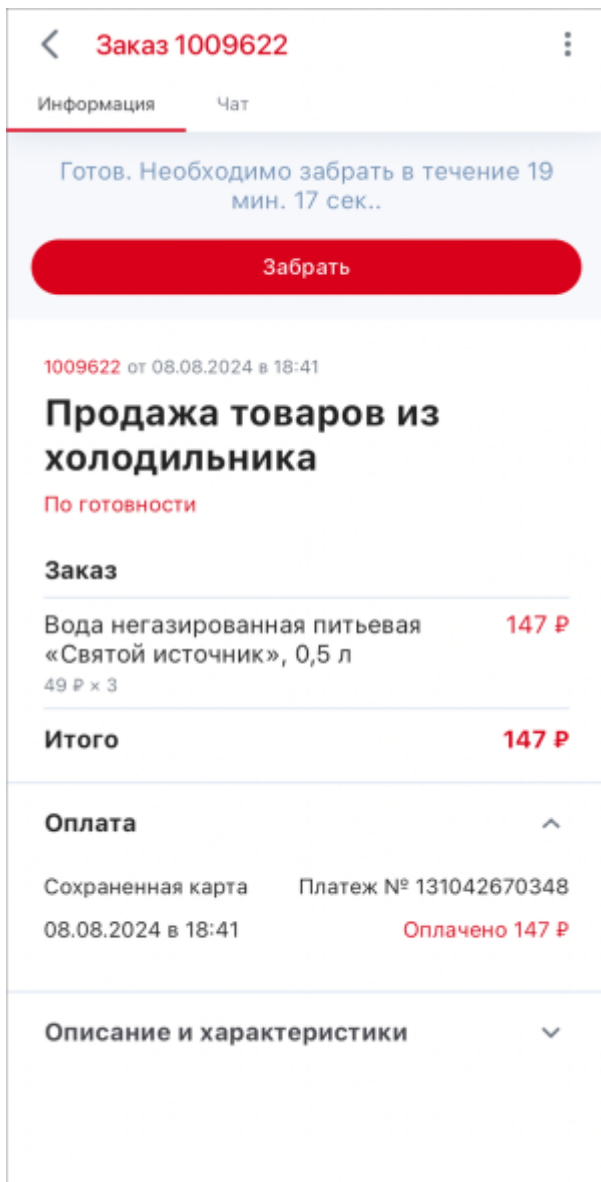 Заказ 1009622
Информация Чат
Готов. Необходимо забрать в течение 19
мин. 17 сек..
Забрать
1009622 от 08.08.2024 в 18:41
Продажа товаров из
холодильника
По готовности
Заказ
Вода негазированная питьевая 147 ₽
«Святой источник», 0,5 л
49 ₽ × 3
Итого 147 ₽
Оплата
Сохраненная карта Платеж № 131042670348
08.08.2024 в 18:41 Оплачено 147 ₽
Описание и характеристики